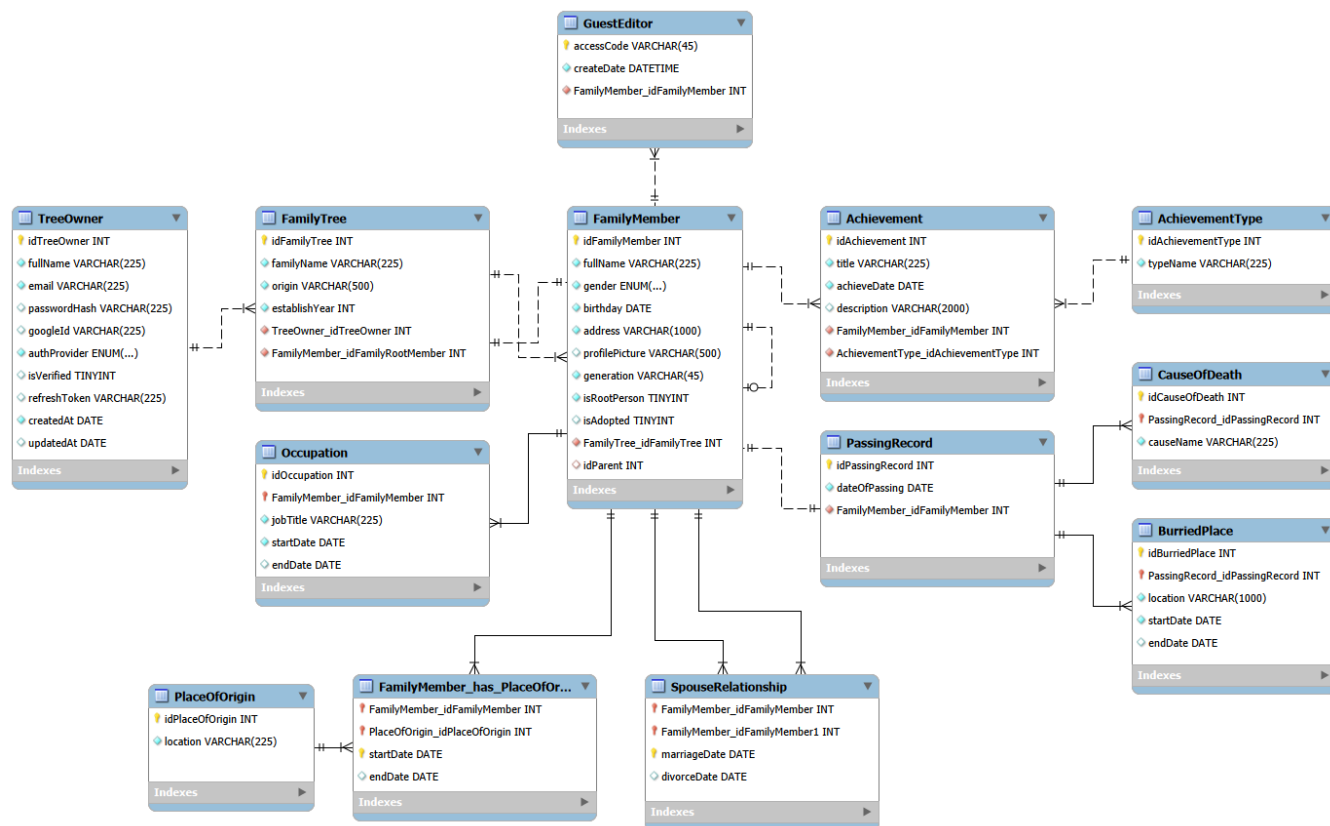 GuestEditor
accessCode VARCHAR(45)
createDate DATETIME
FamilyMember_idFamilyMember INT
Indexes
TreeOwner
idTreeOwner INT
fullName VARCHAR(225)
email VARCHAR(225)
passwordHash VARCHAR(225)
googleId VARCHAR(225)
authProvider ENUM(...)
isVerified TINYINT
refreshToken VARCHAR(225)
createdAt DATE
updatedAt DATE
Indexes
FamilyTree
idFamilyTree INT
familyName VARCHAR(225)
origin VARCHAR(500)
establishYear INT
TreeOwner_idTreeOwner INT
FamilyMember_idFamilyRootMember INT
Indexes
FamilyMember
idFamilyMember INT
fullName VARCHAR(225)
gender ENUM(...)
birthday DATE
address VARCHAR(1000)
profilePicture VARCHAR(500)
generation VARCHAR(45)
isRootPerson TINYINT
isAdopted TINYINT
FamilyTree_idFamilyTree INT
idParent INT
Indexes
Achievement
idAchievement INT
title VARCHAR(225)
achieveDate DATE
description VARCHAR(2000)
FamilyMember_idFamilyMember INT
AchievementType_idAchievementType INT
Indexes
AchievementType
idAchievementType INT
typeName VARCHAR(225)
Indexes
CauseOfDeath
idCauseOfDeath INT
PassingRecord_idPassingRecord INT
causeName VARCHAR(225)
Indexes
Occupation
idOccupation INT
FamilyMember_idFamilyMember INT
jobTitle VARCHAR(225)
startDate DATE
endDate DATE
Indexes
PassingRecord
idPassingRecord INT
dateOfPassing DATE
FamilyMember_idFamilyMember INT
Indexes
BurriedPlace
idBurriedPlace INT
PassingRecord_idPassingRecord INT
location VARCHAR(1000)
startDate DATE
endDate DATE
Indexes
PlaceOfOrigin
idPlaceOfOrigin INT
location VARCHAR(225)
Indexes
FamilyMember_has_PlaceOfOr...
FamilyMember_idFamilyMember INT
PlaceOfOrigin_idPlaceOfOrigin INT
startDate DATE
endDate DATE
Indexes
SpouseRelationship
FamilyMember_idFamilyMember INT
FamilyMember_idFamilyMember1 INT
marriageDate DATE
divorceDate DATE
Indexes